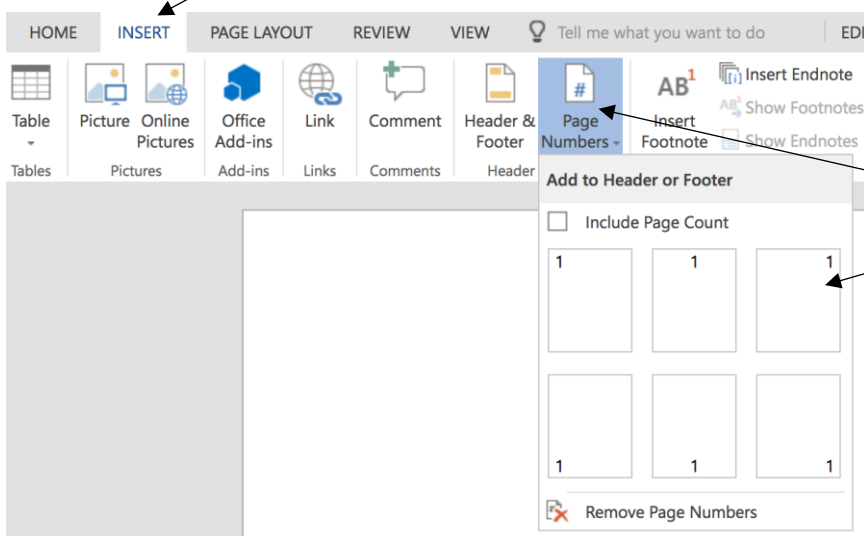 HOME INSERT PAGE LAYOUT REVIEW VIEW Tell me what you want to do EDI
Table
Picture
Online
Pictures
Office
Add-ins
Link
Comment
Header &
Footer
#
Page
Numbers
AB1
Insert
Footnote
Insert Endnote
AB1 Show Footnotes
Show Endnotes
Tables Pictures Add-ins Links Comments Header
Add to Header or Footer
Include Page Count
1 1 1
1 1 1
Remove Page Numbers